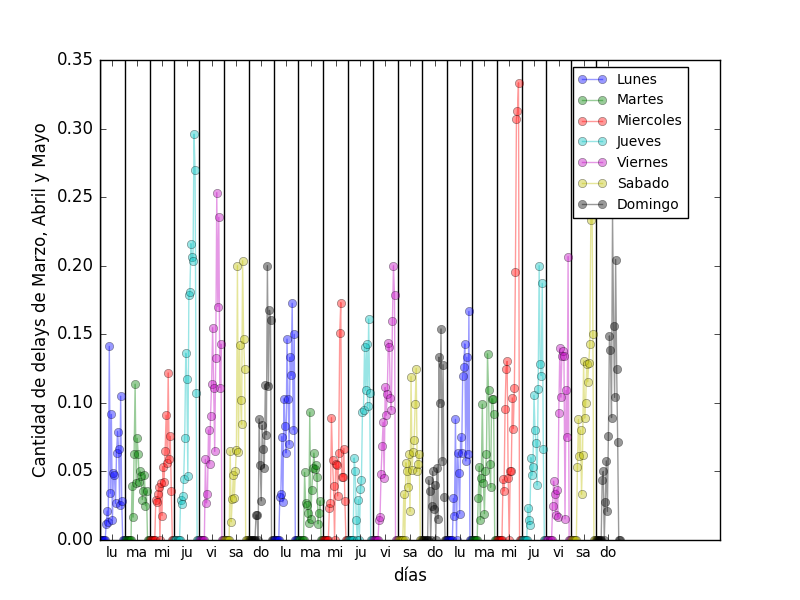 0.35
0.30
0.25
0.20
0.15
0.10
0.05
0.00
Cantidad de delays de Marzo, Abril y Mayo
Lunes
Martes
Miercoles
Jueves
Viernes
Sabado
Domingo
lu ma mi ju vi sa do lu ma mi ju vi sa do lu ma mi ju vi sa do
días